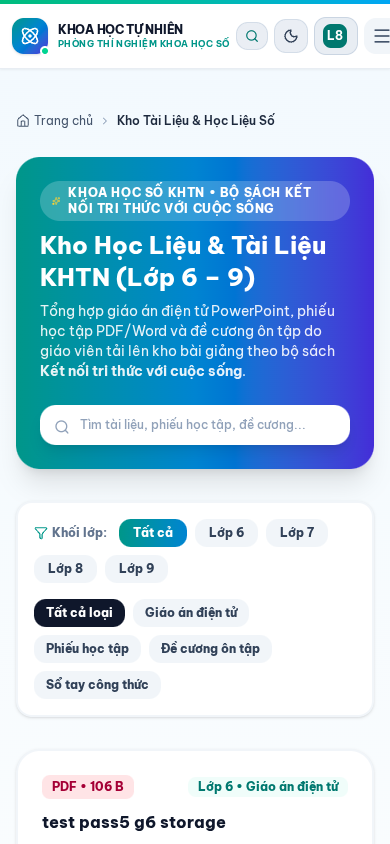 KHOA HỌC TỰ NHIÊN
PHÒNG THÍ NGHIỆM KHOA HỌC SỐ
L8
Trang chủ > Kho Tài Liệu & Học Liệu Số
KHOA HỌC SỐ KHTN • BỘ SÁCH KẾT
NỐI TRI THỨC VỚI CUỘC SỐNG
Kho Học Liệu & Tài Liệu
KHTN (Lớp 6 – 9)
Tổng hợp giáo án điện tử PowerPoint, phiếu
học tập PDF/Word và đề cương ôn tập do
giáo viên tải lên kho bài giảng theo bộ sách
Kết nối tri thức với cuộc sống.
Tìm tài liệu, phiếu học tập, đề cương...
Khối lớp: Tất cả Lớp 6 Lớp 7
Lớp 8 Lớp 9
Tất cả loại Giáo án điện tử
Phiếu học tập Đề cương ôn tập
Sổ tay công thức
PDF • 106 B Lớp 6 • Giáo án điện tử
test pass5 g6 storage